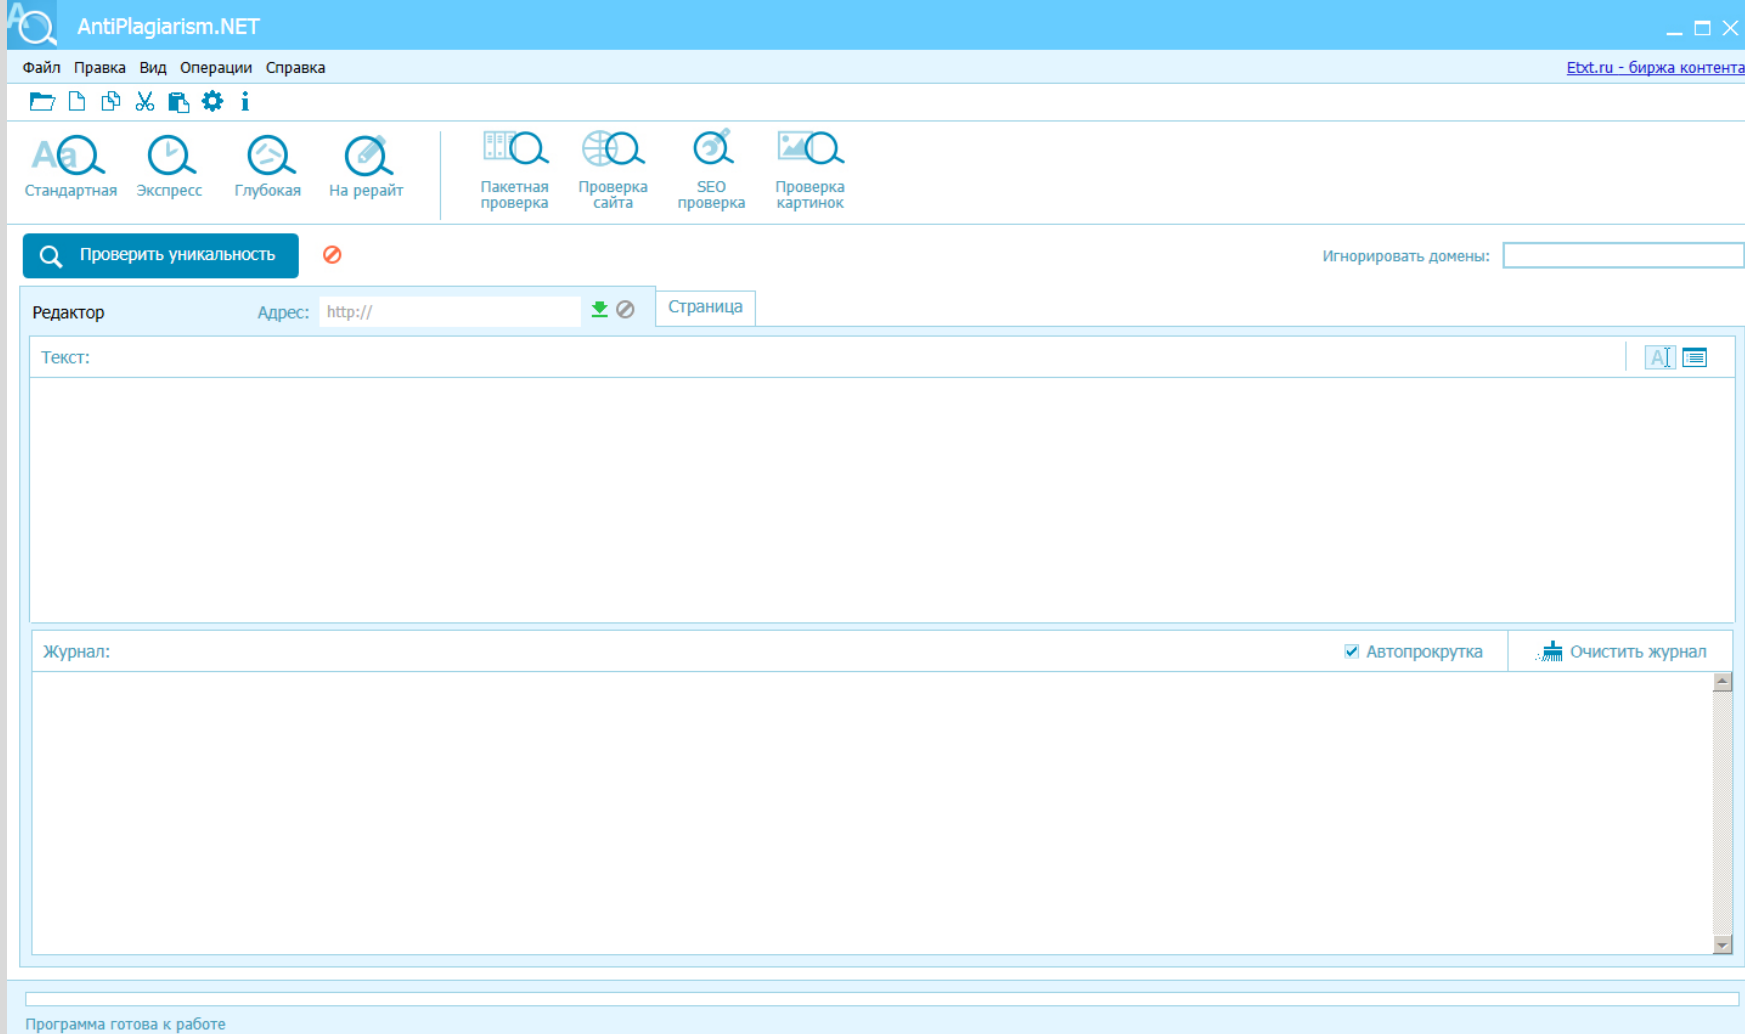 AntiPlagiarism.NET
Файл Правка Вид Операции Справка
Etxt.ru - биржа контента
Aa
Стандартная Экспресс Глубокая На рерайт
Пакетная проверка
Проверка сайта
SEO проверка
Проверка картинок
Проверить уникальность
Игнорировать домены:
Редактор Адрес: http:// Страница
Текст:
Журнал: Автопрокрутка Очистить журнал
Программа готова к работе